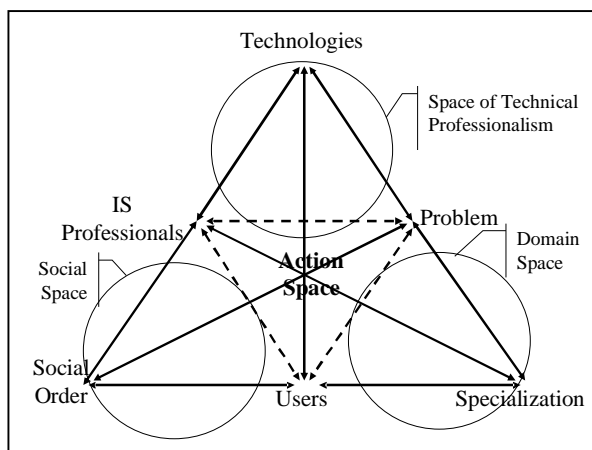 Technologies
Space of Technical
Professionalism
IS
Professionals
Problem
Social
Space
Action
Space
Domain
Space
Social
Order
Users
Specialization